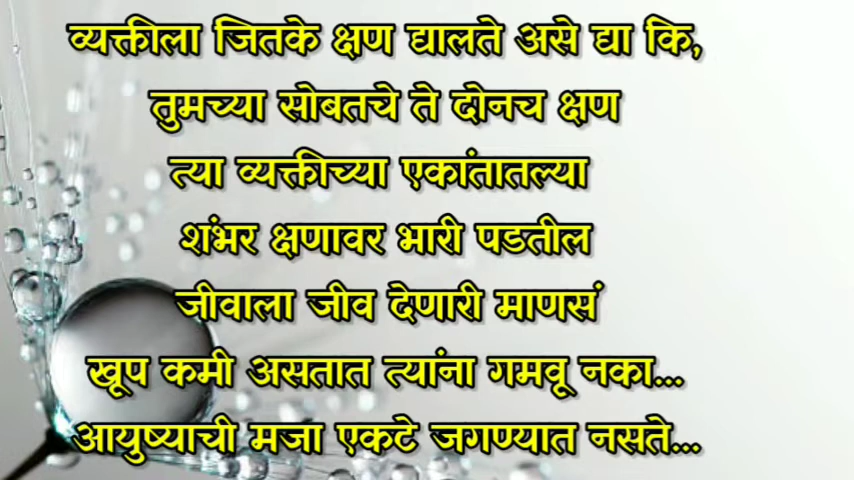 व्यक्तीला जितके क्षण द्यालते असे द्या कि,
तुमच्या सोबतचे ते दोनच क्षण
त्या व्यक्तीच्या एकांतातल्या
शंभर क्षणावर भारी पडतील
जीवाला जीव देणारी माणसं
खूप कमी असतात त्यांना गमवू नका...
आयुष्याची मजा एकटे जगण्यात नसते...